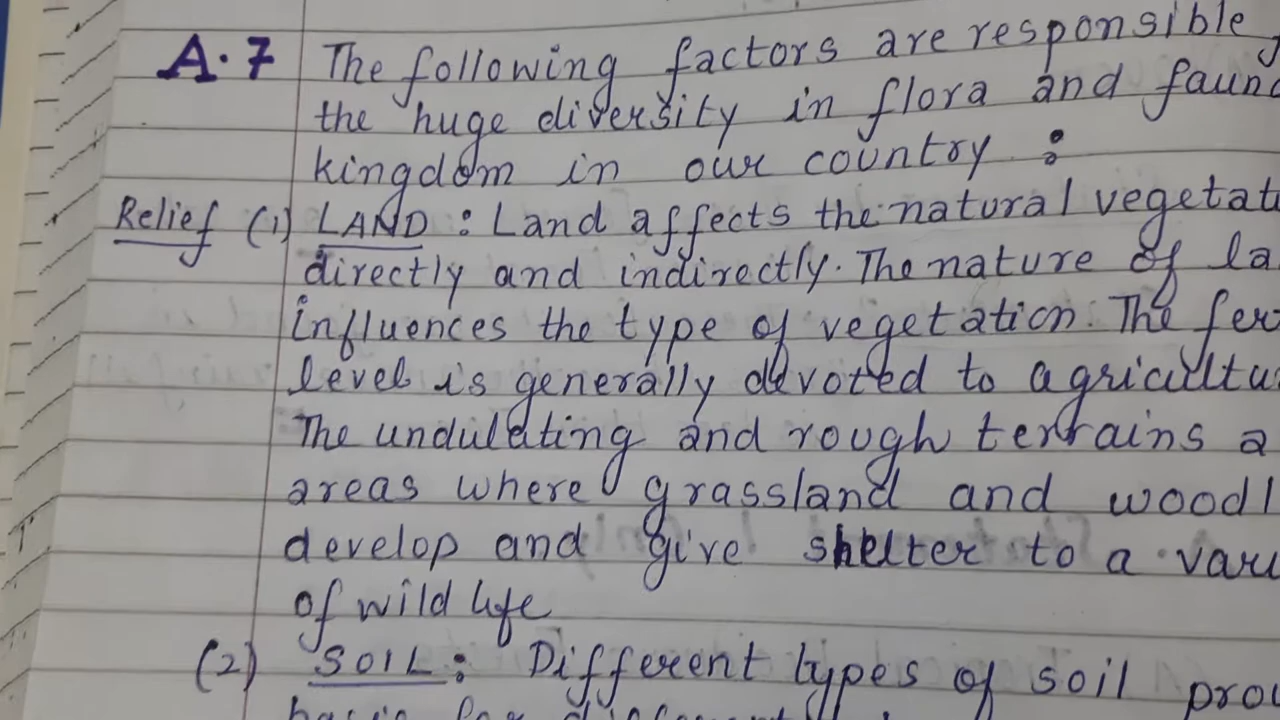 A.7 The following factors are responsible
the huge diversity in flora and faun
kingdom in our country :
Relief (1) LAND : Land affects the natural vegetati
directly and indirectly. The nature of la
influences the type of vegetation. The fer
level is generally devoted to agricultu
The undulating and rough terrains a
areas where grassland and woodl
develop and give shelter to a vari
of wild life
(2) SOIL : Different types of soil prov